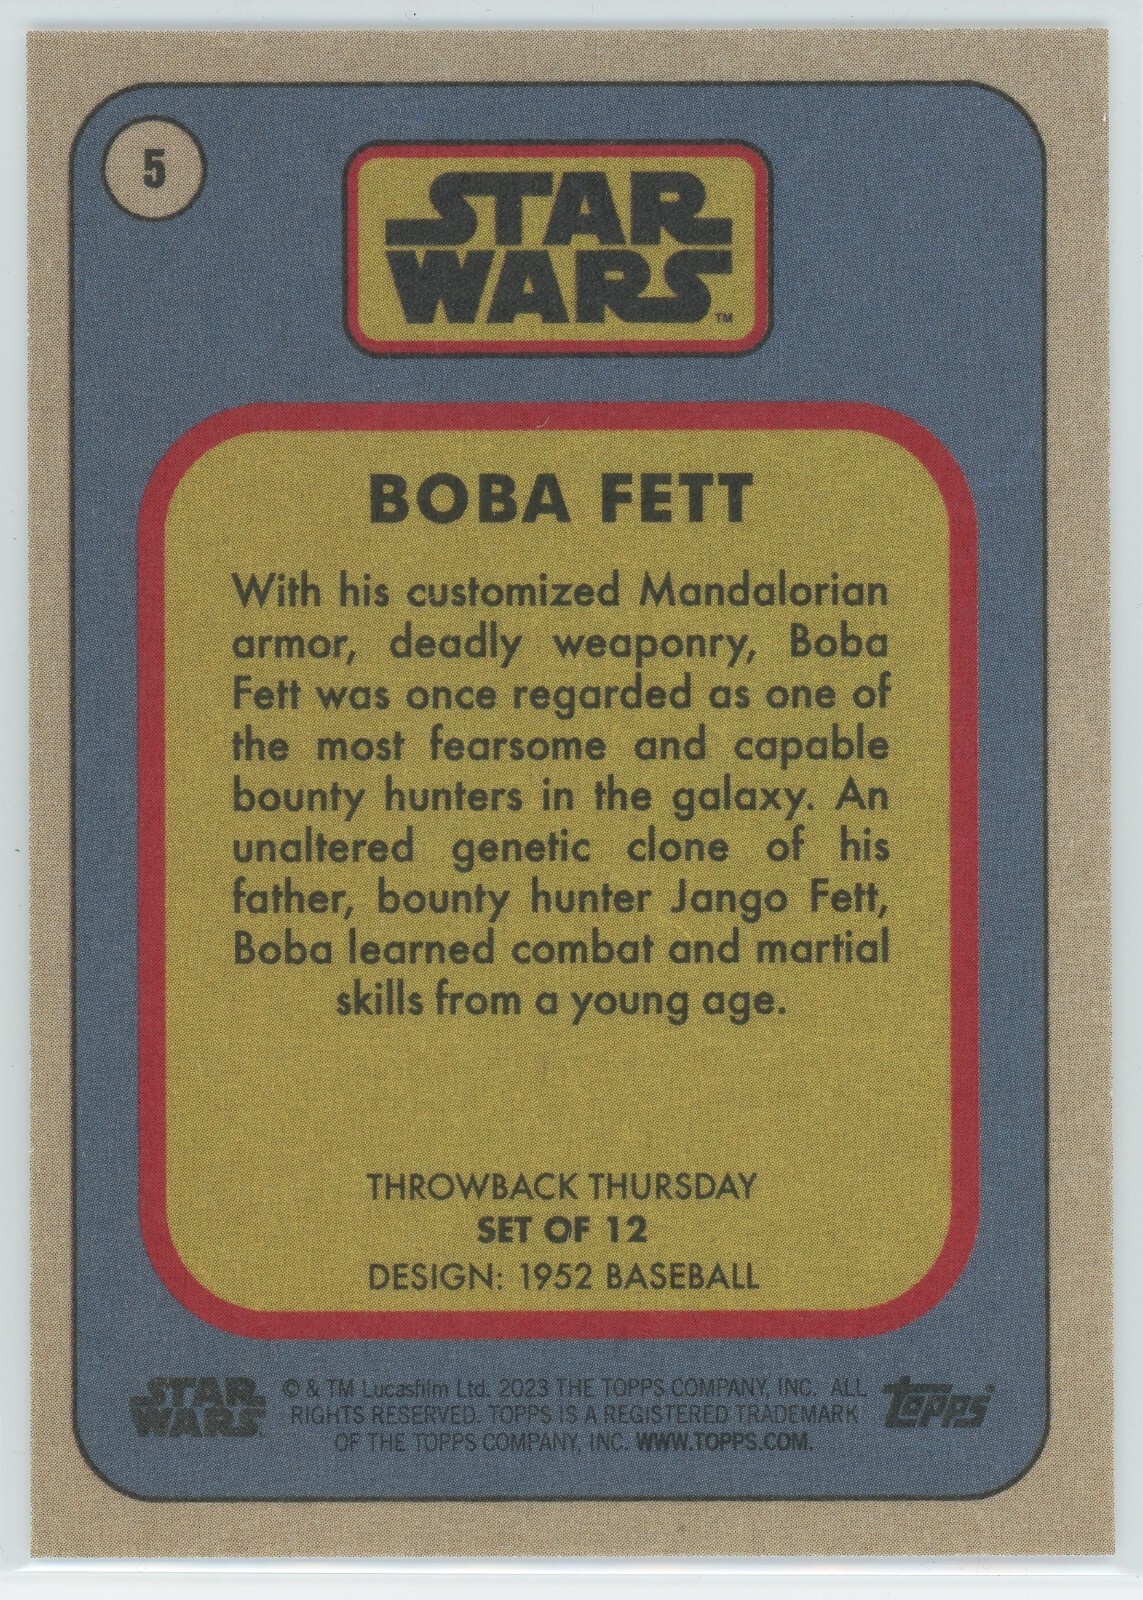 5
STAR
WARS™
BOBA FETT
With his customized Mandalorian
armor, deadly weaponry, Boba
Fett was once regarded as one of
the most fearsome and capable
bounty hunters in the galaxy. An
unaltered genetic clone of his
father, bounty hunter Jango Fett,
Boba learned combat and martial
skills from a young age.
THROWBACK THURSDAY
SET OF 12
DESIGN: 1952 BASEBALL
STAR
WARS
© & TM Lucasfilm Ltd. 2023 THE TOPPS COMPANY, INC. ALL
RIGHTS RESERVED. TOPPS IS A REGISTERED TRADEMARK
OF THE TOPPS COMPANY, INC. WWW.TOPPS.COM.
topps®